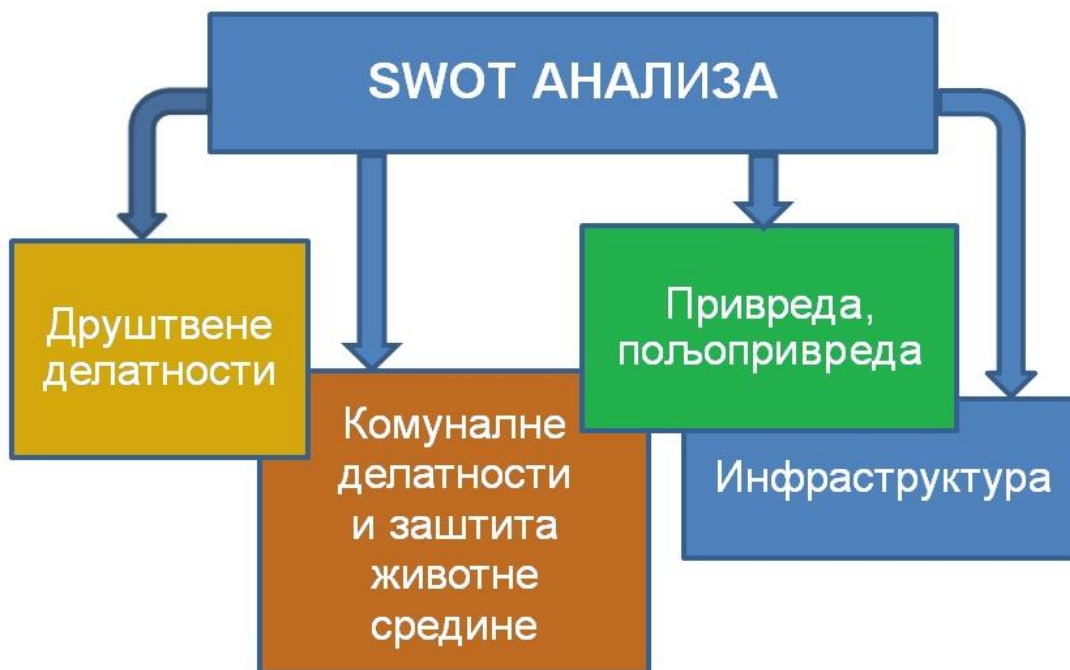 SWOT АНАЛИЗА
Друштвене
делатности
Комуналне
делатности
и заштита
животне
средине
Привреда,
пољопривреда
Инфраструктура